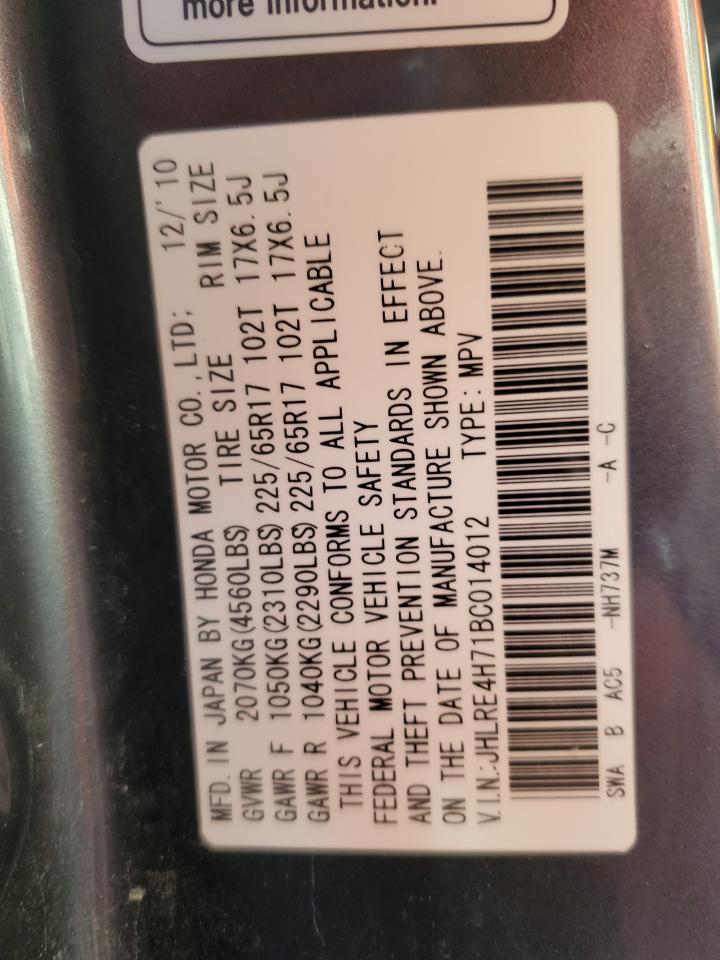 more information.
MFD. IN JAPAN BY HONDA MOTOR CO., LTD; 12/'10
GVWR 2070KG(4560LBS) TIRE SIZE RIM SIZE
GAWR F 1050KG(2310LBS) 225/65R17 102T 17X6.5J
GAWR R 1040KG(2290LBS) 225/65R17 102T 17X6.5J
THIS VEHICLE CONFORMS TO ALL APPLICABLE
FEDERAL MOTOR VEHICLE SAFETY
AND THEFT PREVENTION STANDARDS IN EFFECT
ON THE DATE OF MANUFACTURE SHOWN ABOVE.
V.I.N.:JHLRE4H71BC014012 TYPE: MPV
SWA B AC5 -NH737M -A -C